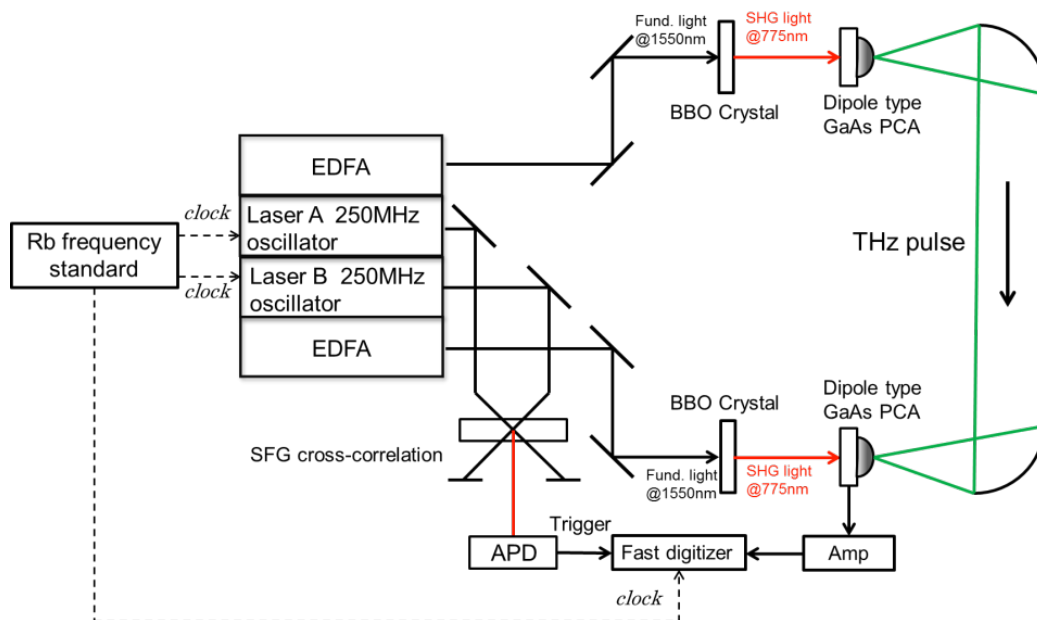 Fund. light
@1550nm
SHG light
@775nm
BBO Crystal
Dipole type
GaAs PCA
EDFA
clock
Laser A 250MHz
oscillator
Rb frequency
standard
clock
Laser B 250MHz
oscillator
EDFA
THz pulse
BBO Crystal
Dipole type
GaAs PCA
SFG cross-correlation
Fund. light
@1550nm
SHG light
@775nm
Trigger
APD
Fast digitizer
Amp
clock